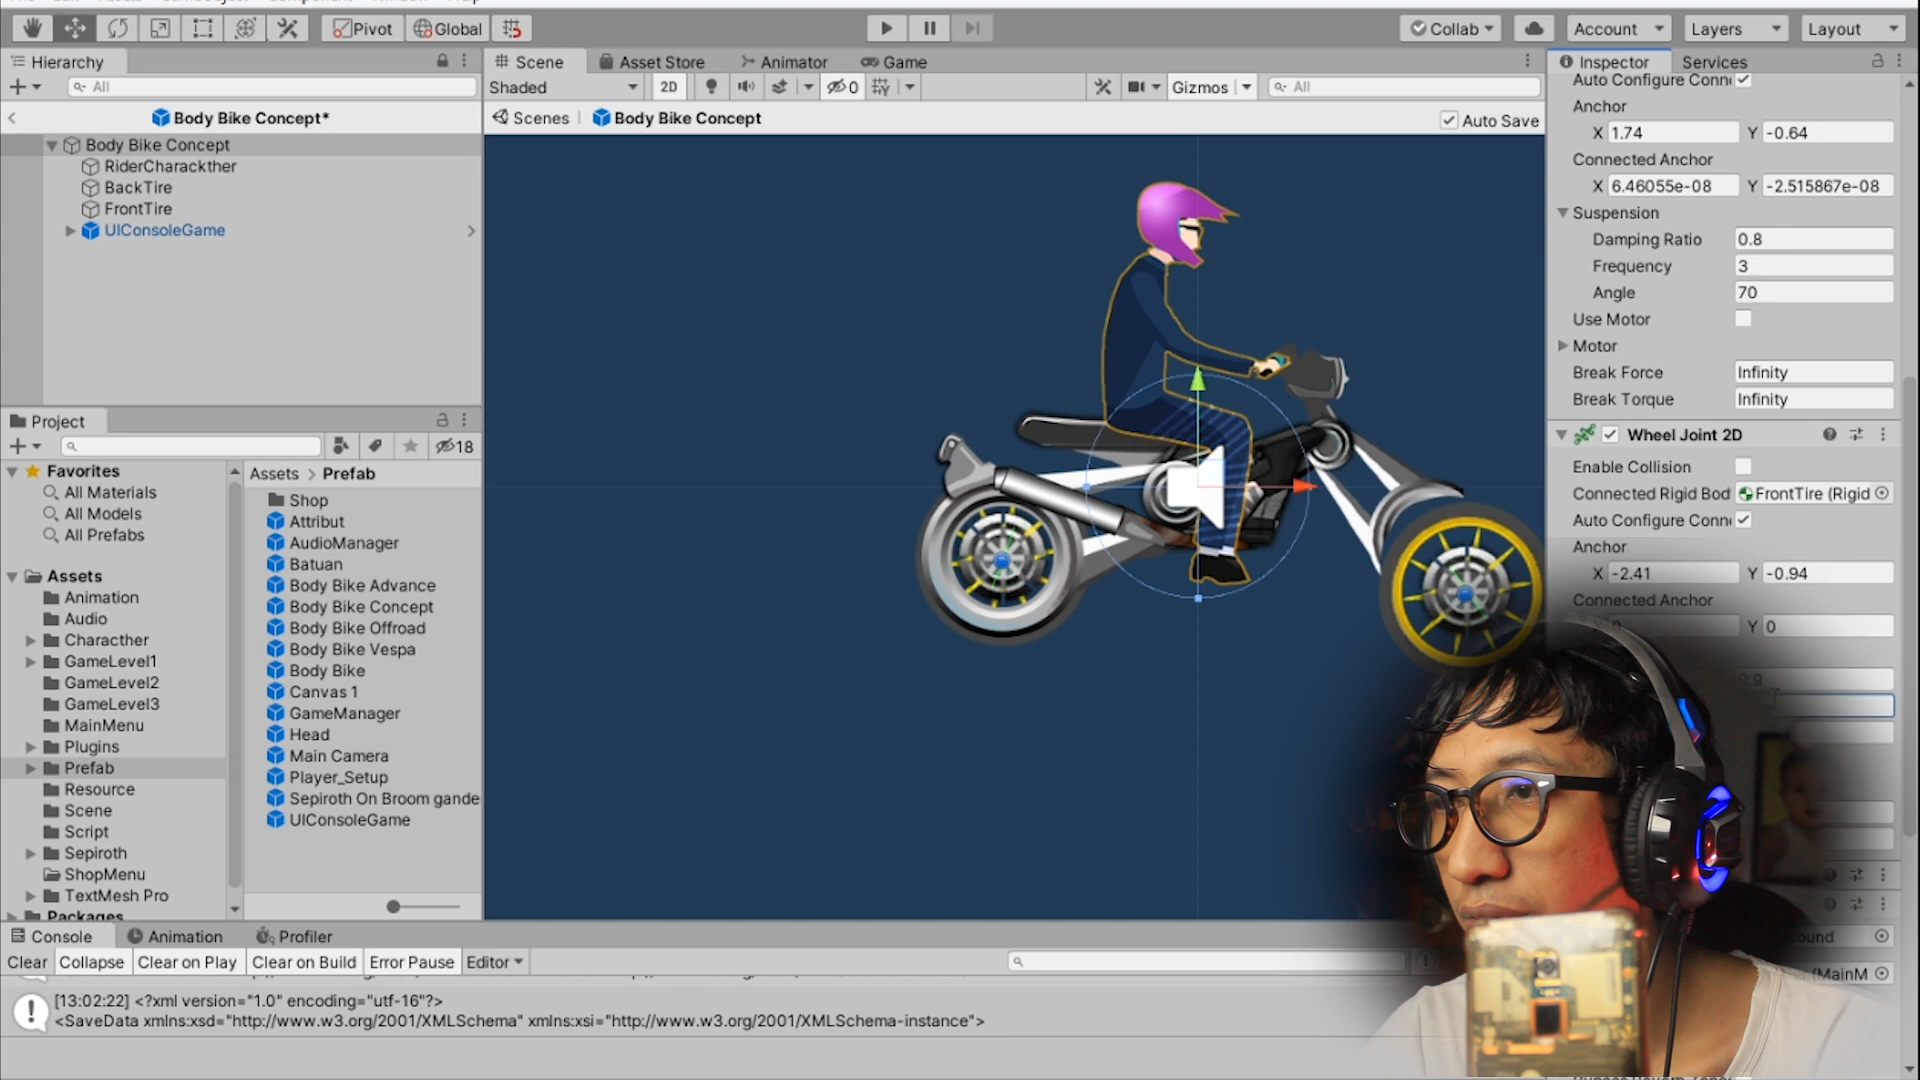 Pivot Global Collab Account Layers Layout
Hierarchy Scene Asset Store Animator Game Inspector Services
All Shaded 2D 0 Gizmos All
Body Bike Concept* Scenes Body Bike Concept Auto Save
Body Bike Concept
RiderCharackther
BackTire
FrontTire
UIConsoleGame
Project
18
Favorites
All Materials
All Models
All Prefabs
Assets
Animation
Audio
Characther
GameLevel1
GameLevel2
GameLevel3
MainMenu
Plugins
Prefab
Resource
Scene
Script
Sepiroth
ShopMenu
TextMesh Pro
Packages
Assets > Prefab
Shop
Attribut
AudioManager
Batuan
Body Bike Advance
Body Bike Concept
Body Bike Offroad
Body Bike Vespa
Body Bike
Canvas 1
GameManager
Head
Main Camera
Player_Setup
Sepiroth On Broom gande
UIConsoleGame
Auto Configure Conn
Anchor
X 1.74 Y -0.64
Connected Anchor
X 6.46055e-08 Y -2.515867e-08
Suspension
Damping Ratio 0.8
Frequency 3
Angle 70
Use Motor
Motor
Break Force Infinity
Break Torque Infinity
Wheel Joint 2D
Enable Collision
Connected Rigid Bod FrontTire (Rigid
Auto Configure Conn
Anchor
X -2.41 Y -0.94
Connected Anchor
Y 0
0.9
(MainM
Console Animation Profiler
Clear Collapse Clear on Play Clear on Build Error Pause Editor
[13:02:22] <?xml version="1.0" encoding="utf-16"?>
<SaveData xmlns:xsd="http://www.w3.org/2001/XMLSchema" xmlns:xsi="http://www.w3.org/2001/XMLSchema-instance">